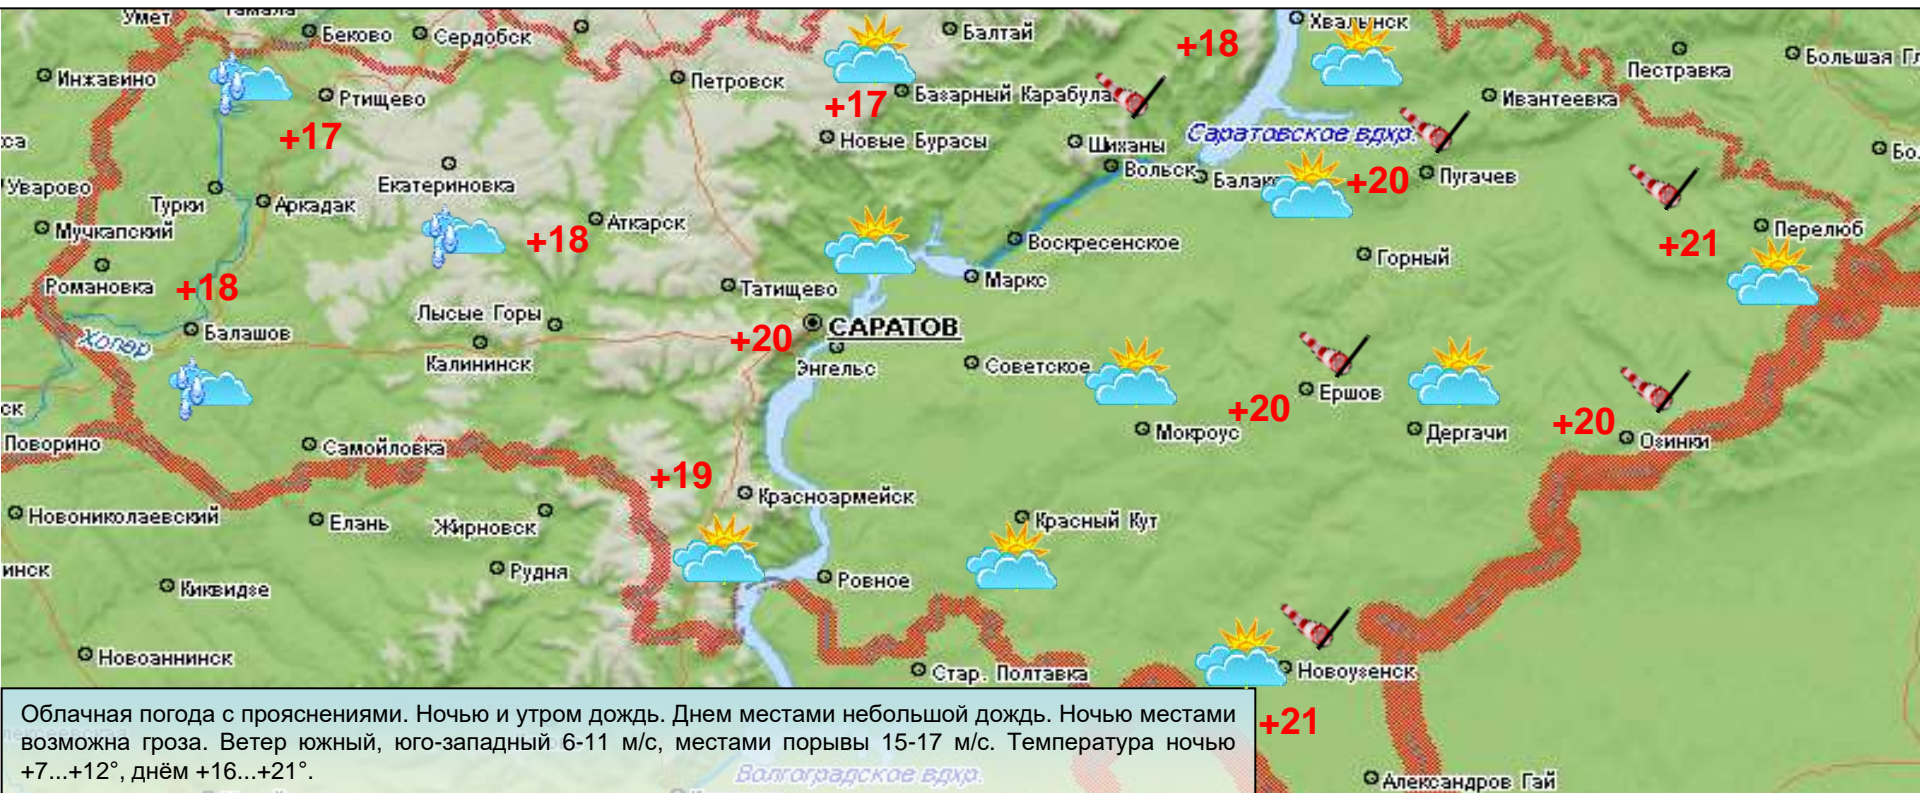 Умет
Тамала
Беково
Сердобск
Балтай
+18
Хвалынск
Инжавино
Ртищево
Петровск
+17
Базарный Карабула
Пестравка
Большая Гл
Ивантеевка
+17
Новые Бурасы
Шиханы
Саратовское вдхр.
Уварово
Екатериновка
Вольск
Балак
+20
Пугачев
Турки
Аркадак
Мучкапский
+18
Аткарск
Воскресенское
+21
Перелюб
Горный
Романовка
+18
Татищево
Маркс
Лысые Горы
Хопер
Балашов
+20
САРАТОВ
Калининск
Энгельс
Советское
Ершов
+20
Поворино
Самойловка
Мокроус
Дергачи
+20
Озинки
+19
Красноармейск
Новониколаевский
Елань
Жирновск
Красный Кут
инск
Киквидзе
Рудня
Ровное
Новоаннинск
Стар. Полтавка
Новоузенск
+21
Облачная погода с прояснениями. Ночью и утром дождь. Днем местами небольшой дождь. Ночью местами
возможна гроза. Ветер южный, юго-западный 6-11 м/с, местами порывы 15-17 м/с. Температура ночью
+7...+12°, днём +16...+21°.
Волгоградское вдхр.
Александров Гай